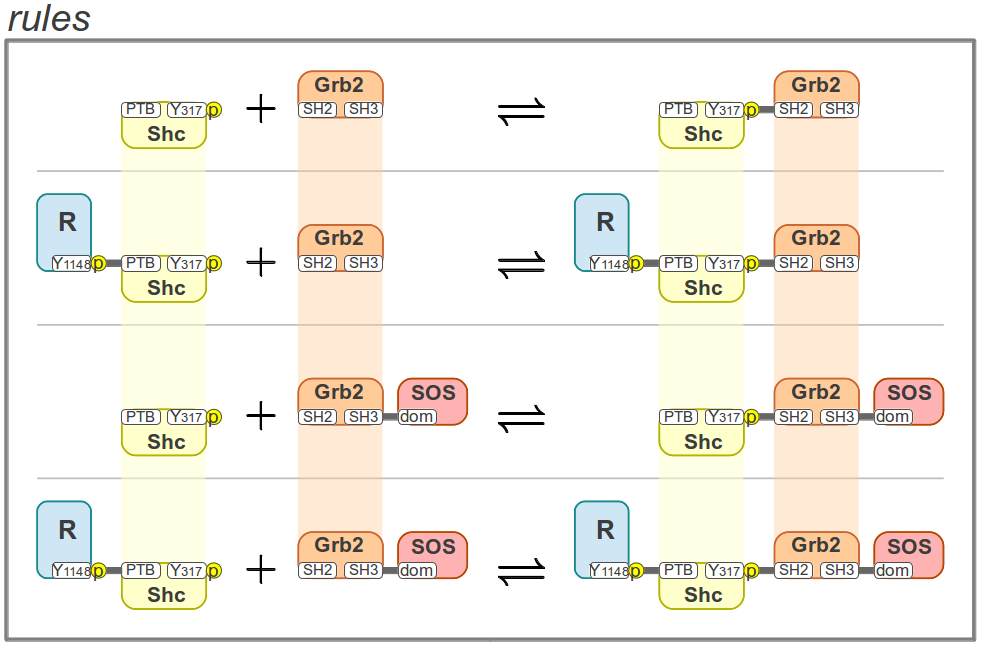 rules
Grb2 Grb2
PTB Y317 p + SH2 SH3 ⇌ PTB Y317 p SH2 SH3
Shc Shc
R Grb2 R Grb2
Y1148 p PTB Y317 p + SH2 SH3 ⇌ Y1148 p PTB Y317 p SH2 SH3
Shc Shc
Grb2 SOS Grb2 SOS
PTB Y317 p + SH2 SH3 dom ⇌ PTB Y317 p SH2 SH3 dom
Shc Shc
R Grb2 SOS R Grb2 SOS
Y1148 p PTB Y317 p + SH2 SH3 dom ⇌ Y1148 p PTB Y317 p SH2 SH3 dom
Shc Shc